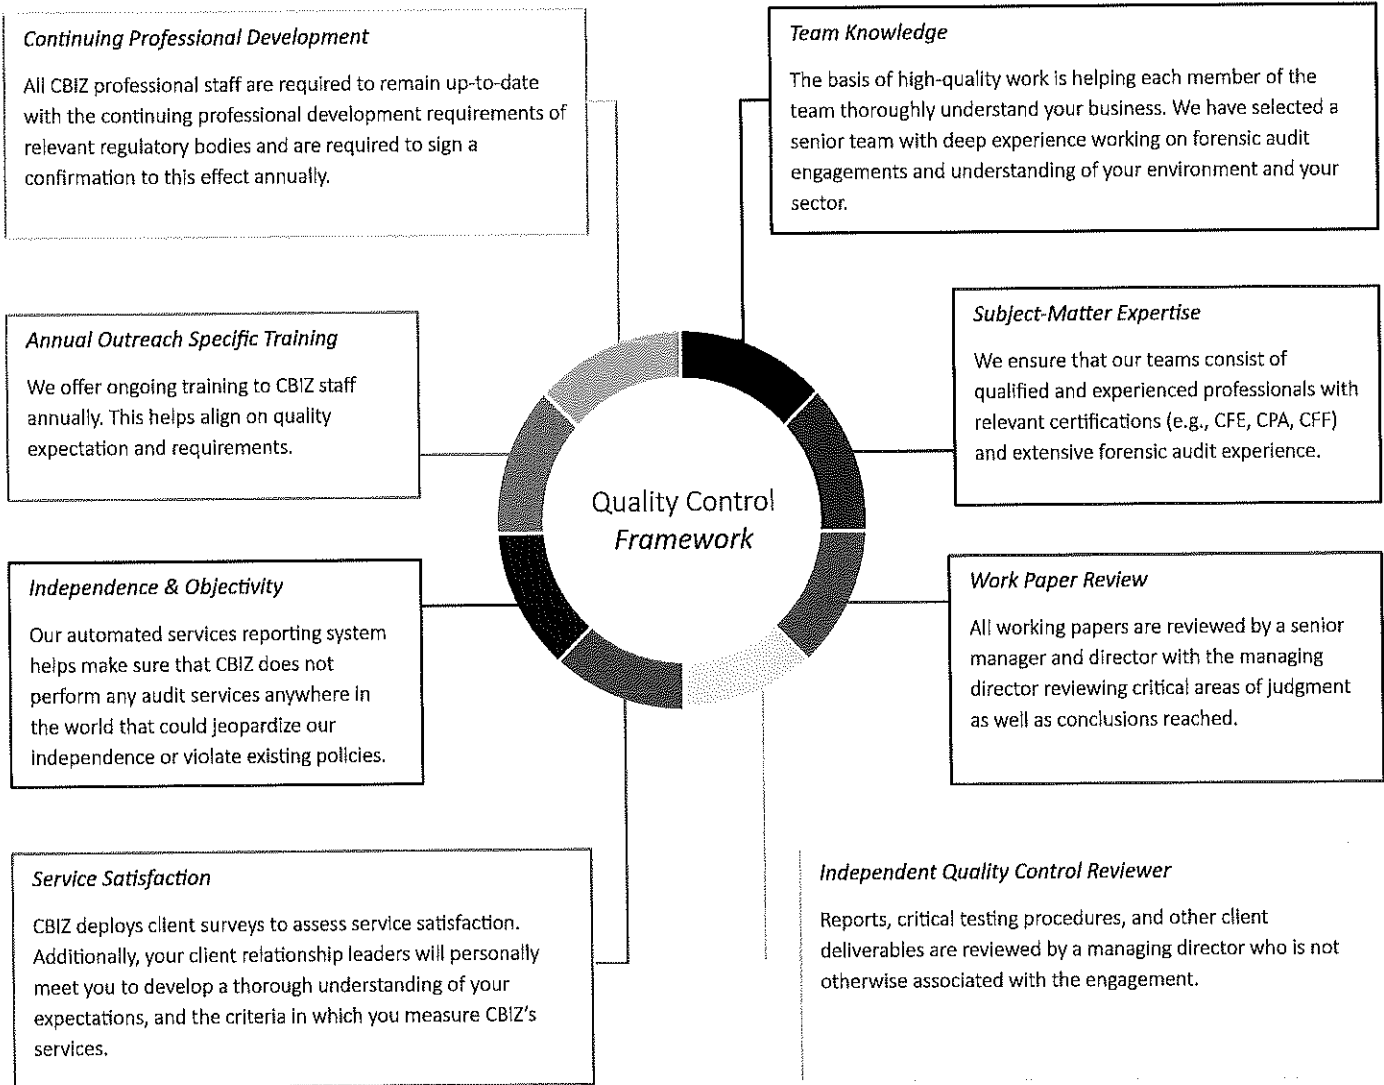 Continuing Professional Development
All CBIZ professional staff are required to remain up-to-date
with the continuing professional development requirements of
relevant regulatory bodies and are required to sign a
confirmation to this effect annually.
Team Knowledge
The basis of high-quality work is helping each member of the
team thoroughly understand your business. We have selected a
senior team with deep experience working on forensic audit
engagements and understanding of your environment and your
sector.
Annual Outreach Specific Training
We offer ongoing training to CBIZ staff
annually. This helps align on quality
expectation and requirements.
Subject-Matter Expertise
We ensure that our teams consist of
qualified and experienced professionals with
relevant certifications (e.g., CFE, CPA, CFF)
and extensive forensic audit experience.
Quality Control
Framework
Independence & Objectivity
Our automated services reporting system
helps make sure that CBIZ does not
perform any audit services anywhere in
the world that could jeopardize our
independence or violate existing policies.
Work Paper Review
All working papers are reviewed by a senior
manager and director with the managing
director reviewing critical areas of judgment
as well as conclusions reached.
Service Satisfaction
CBIZ deploys client surveys to assess service satisfaction.
Additionally, your client relationship leaders will personally
meet you to develop a thorough understanding of your
expectations, and the criteria in which you measure CBIZ's
services.
Independent Quality Control Reviewer
Reports, critical testing procedures, and other client
deliverables are reviewed by a managing director who is not
otherwise associated with the engagement.